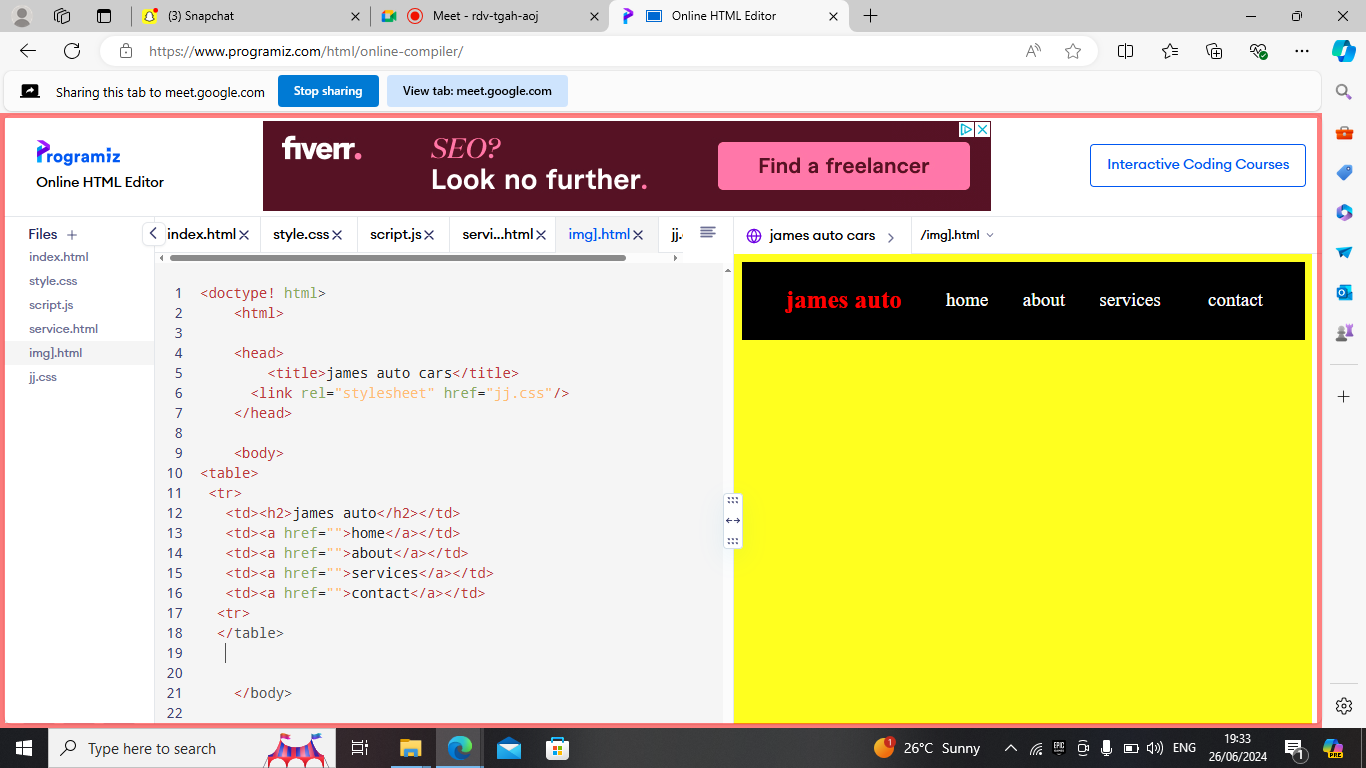 (3) Snapchat
Meet - rdv-tgah-aoj
Online HTML Editor
https://www.programiz.com/html/online-compiler/
Sharing this tab to meet.google.com
Stop sharing
View tab: meet.google.com
Programiz
Online HTML Editor
fiverr.
SEO?
Look no further.
Find a freelancer
Interactive Coding Courses
Files +
index.html
style.css
script.js
service.html
img].html
jj.css
index.html
style.css
script.js
servi...html
img].html
jj.
1 <doctype! html>
2 <html>
3
4 <head>
5 <title>james auto cars</title>
6 <link rel="stylesheet" href="jj.css"/>
7 </head>
8
9 <body>
10 <table>
11 <tr>
12 <td><h2>james auto</h2></td>
13 <td><a href="">home</a></td>
14 <td><a href="">about</a></td>
15 <td><a href="">services</a></td>
16 <td><a href="">contact</a></td>
17 <tr>
18 </table>
19
20
21 </body>
22
james auto cars
/img].html
james auto home about services contact
Type here to search
1
26°C Sunny
EPIC
ENG
19:33
26/06/2024
1
PRE